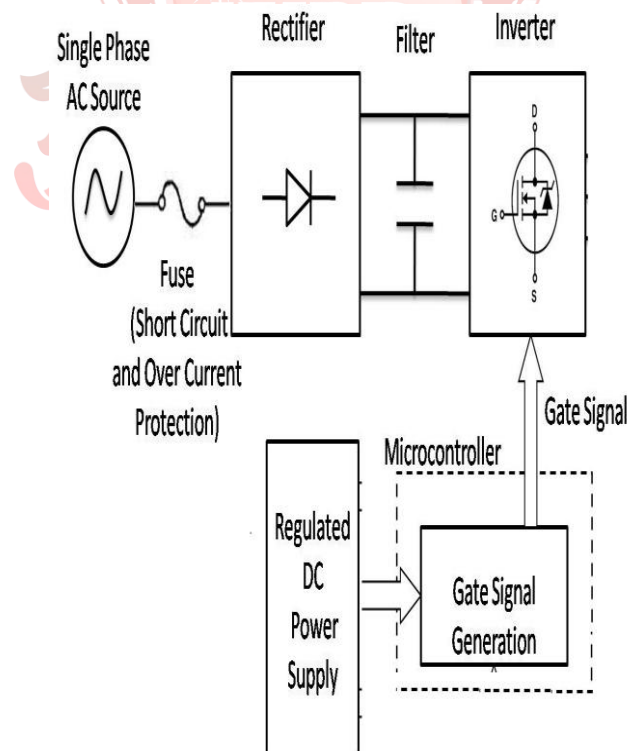 Single Phase
AC Source
Rectifier
Filter
Inverter
D
G
S
Fuse
(Short Circuit
and Over Current
Protection)
Gate Signal
Microcontroller
Regulated
DC
Power
Supply
Gate Signal
Generation